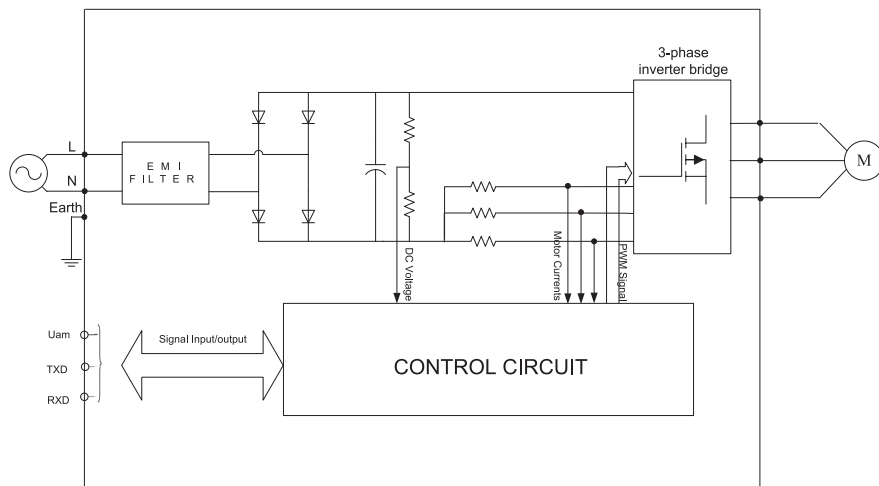 3-phase
inverter bridge
L
N
Earth
E M I
F I L T E R
M
DC Voltage
Motor Currents
PWM Signal
Uam
TXD
RXD
Signal Input/output
CONTROL CIRCUIT